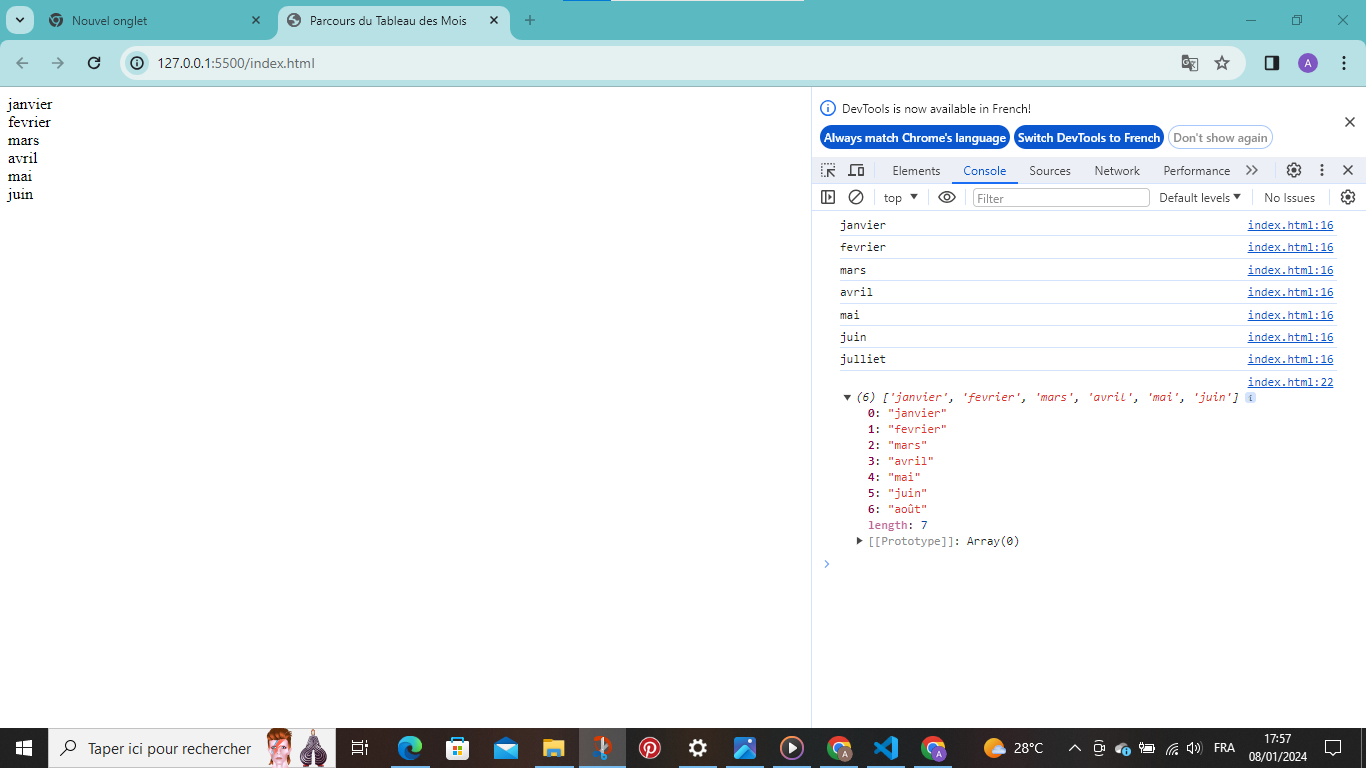 Nouvel onglet
Parcours du Tableau des Mois
127.0.0.1:5500/index.html
A
janvier
fevrier
mars
avril
mai
juin
DevTools is now available in French!
Always match Chrome's language
Switch DevTools to French
Don't show again
Elements
Console
Sources
Network
Performance
top
Filter
Default levels
No Issues
janvier index.html:16
fevrier index.html:16
mars index.html:16
avril index.html:16
mai index.html:16
juin index.html:16
julliet index.html:16
index.html:22
(6) ['janvier', 'fevrier', 'mars', 'avril', 'mai', 'juin'] i
0: "janvier"
1: "fevrier"
2: "mars"
3: "avril"
4: "mai"
5: "juin"
6: "août"
length: 7
[[Prototype]]: Array(0)
Taper ici pour rechercher
A
A
28°C
FRA
17:57
08/01/2024